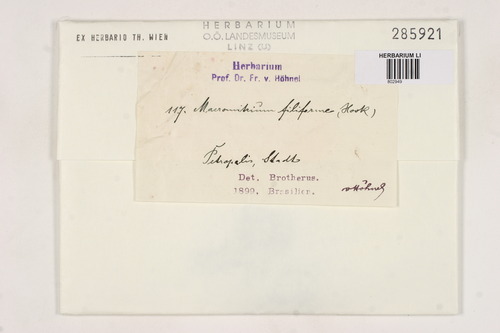 HERBARIUM
O.Ö. LANDESMUSEUM
LINZ (LI)
EX HERBARIO TH. WIEN
285921
HERBARIUM LI
Herbarium
Prof. Dr. Fr. v. Höhnel
117. Macromitrium filiforme (Hook)
Petropolis, Stadt
Det. Brotherus.
1899. Brasilien.
v Höhnel